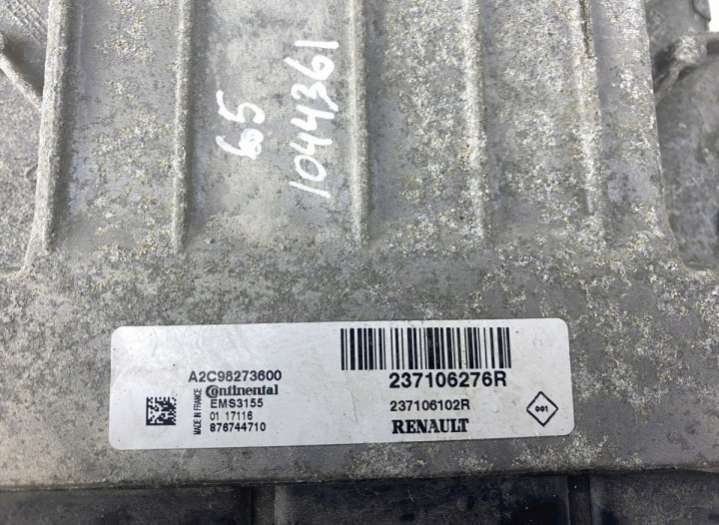 65
1044361
A2C98273600
Continental
EMS3155
01 17116
876744710
MADE IN FRANCE
237106276R
237106102R
RENAULT
001